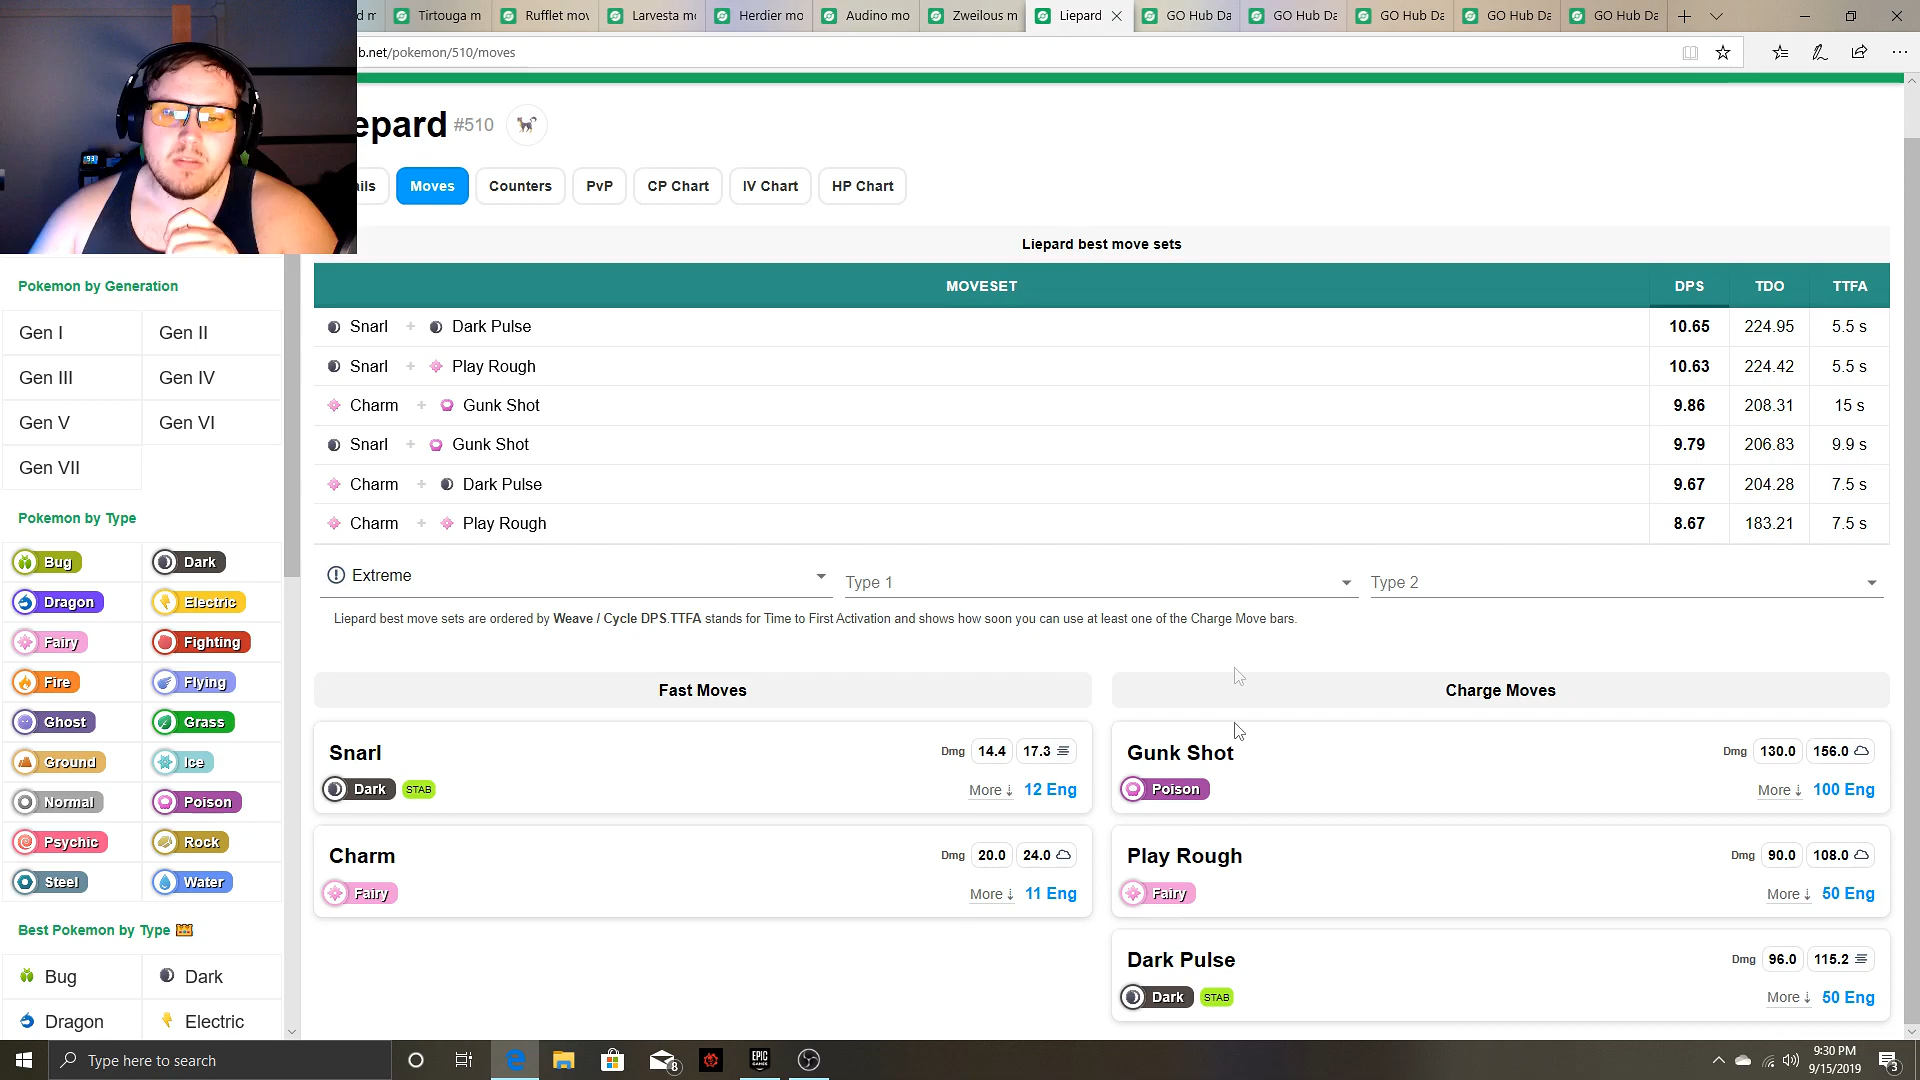 d m
Tirtouga m
Rufflet mov
Larvesta mo
Herdier mo
Audino mo
Zweilous m
Liepard
GO Hub Da
GO Hub Da
GO Hub Da
GO Hub Da
GO Hub Da
b.net/pokemon/510/moves
epard #510
ils
Moves
Counters
PvP
CP Chart
IV Chart
HP Chart
93
Liepard best move sets
MOVESET DPS TDO TTFA
Snarl + Dark Pulse 10.65 224.95 5.5 s
Snarl + Play Rough 10.63 224.42 5.5 s
Charm + Gunk Shot 9.86 208.31 15 s
Snarl + Gunk Shot 9.79 206.83 9.9 s
Charm + Dark Pulse 9.67 204.28 7.5 s
Charm + Play Rough 8.67 183.21 7.5 s
Extreme
Type 1
Type 2
Liepard best move sets are ordered by Weave / Cycle DPS.TTFA stands for Time to First Activation and shows how soon you can use at least one of the Charge Move bars.
Fast Moves
Snarl Dmg 14.4 17.3
Dark STAB More ↓ 12 Eng
Charm Dmg 20.0 24.0
Fairy More ↓ 11 Eng
Charge Moves
Gunk Shot Dmg 130.0 156.0
Poison More ↓ 100 Eng
Play Rough Dmg 90.0 108.0
Fairy More ↓ 50 Eng
Dark Pulse Dmg 96.0 115.2
Dark STAB More ↓ 50 Eng
Pokemon by Generation
Gen I Gen II
Gen III Gen IV
Gen V Gen VI
Gen VII
Pokemon by Type
Bug Dark
Dragon Electric
Fairy Fighting
Fire Flying
Ghost Grass
Ground Ice
Normal Poison
Psychic Rock
Steel Water
Best Pokemon by Type
Bug Dark
Dragon Electric
Type here to search
8
EPIC GAMES
9:30 PM
9/15/2019
3